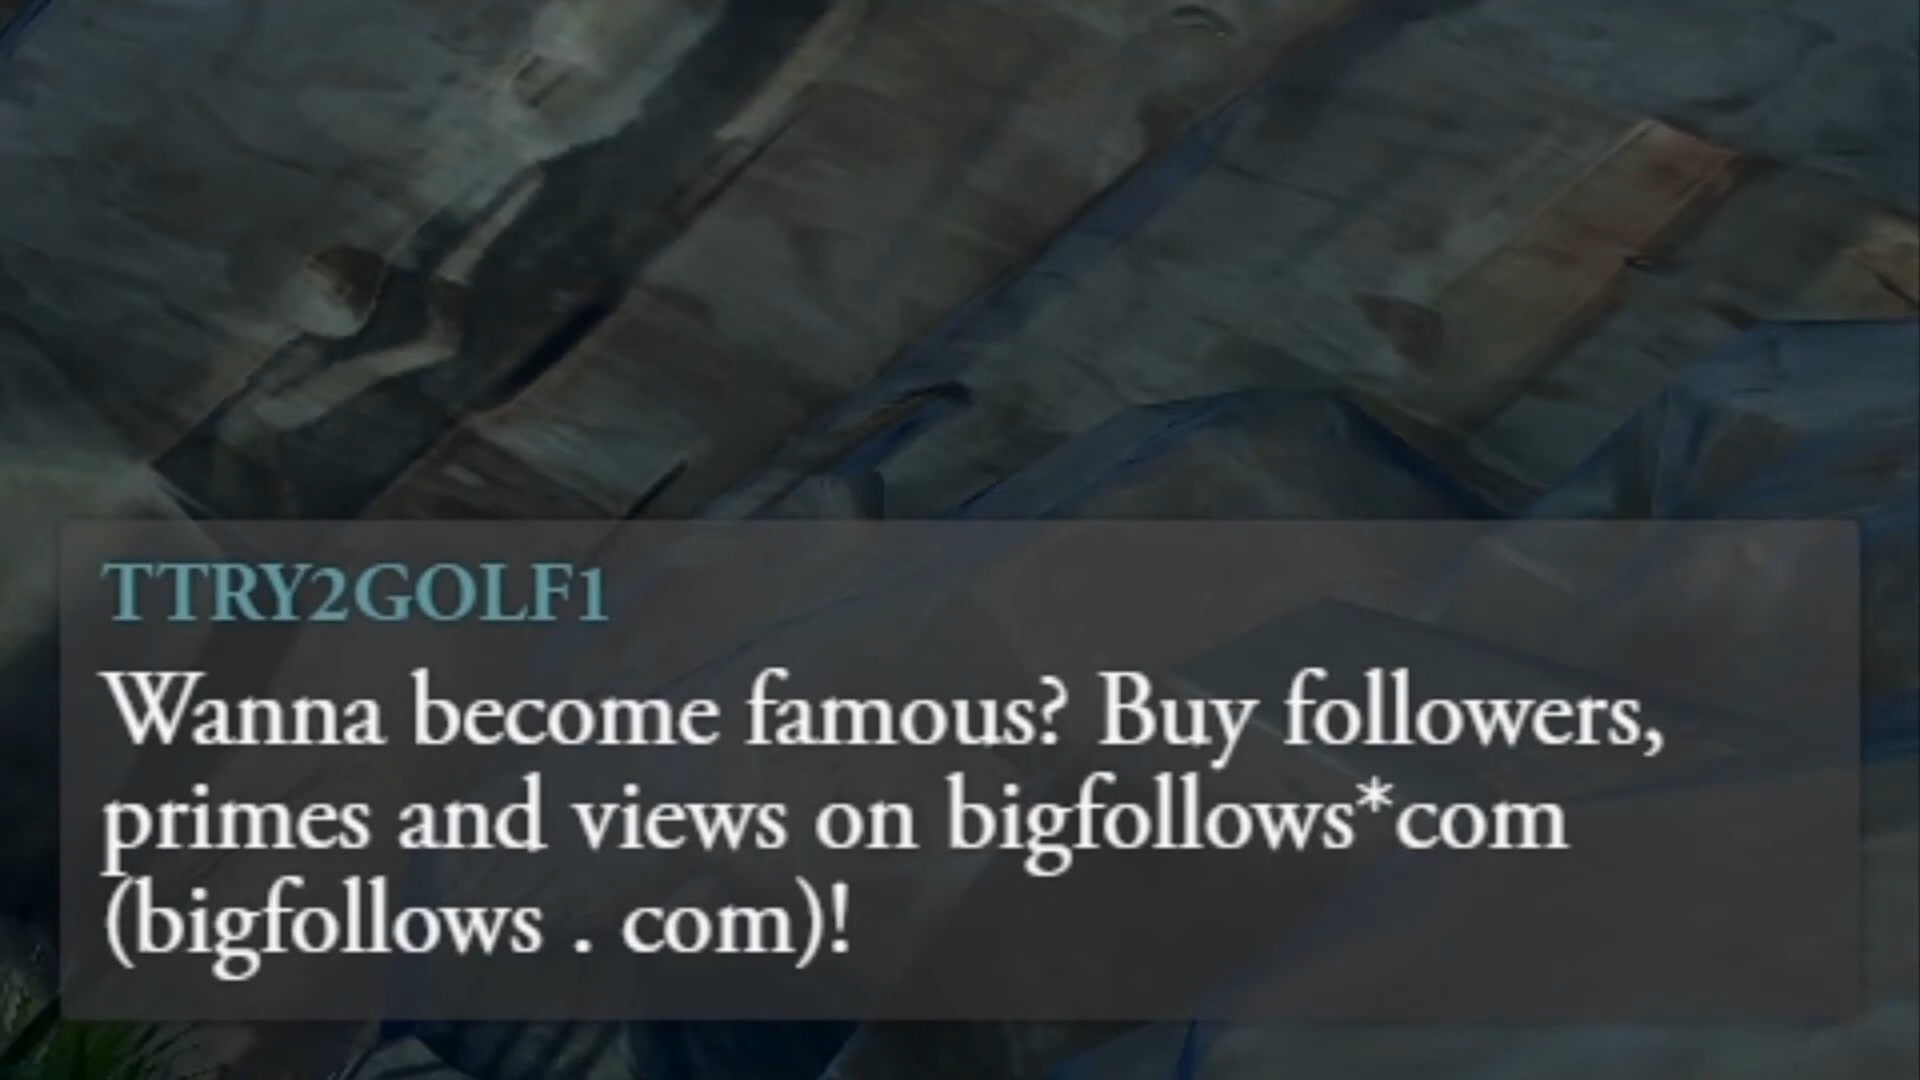 TTRY2GOLF1
Wanna become famous? Buy followers,
primes and views on bigfollows*com
(bigfollows . com)!